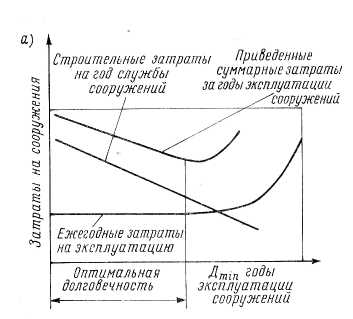 а)
Строительные затраты
на год службы
сооружений
Приведенные
суммарные затраты
за годы эксплуатации
сооружений
Затраты на сооружения
Ежегодные затраты
на эксплуатацию
Оптимальная
долговечность
Дmin годы
эксплуатации
сооружений